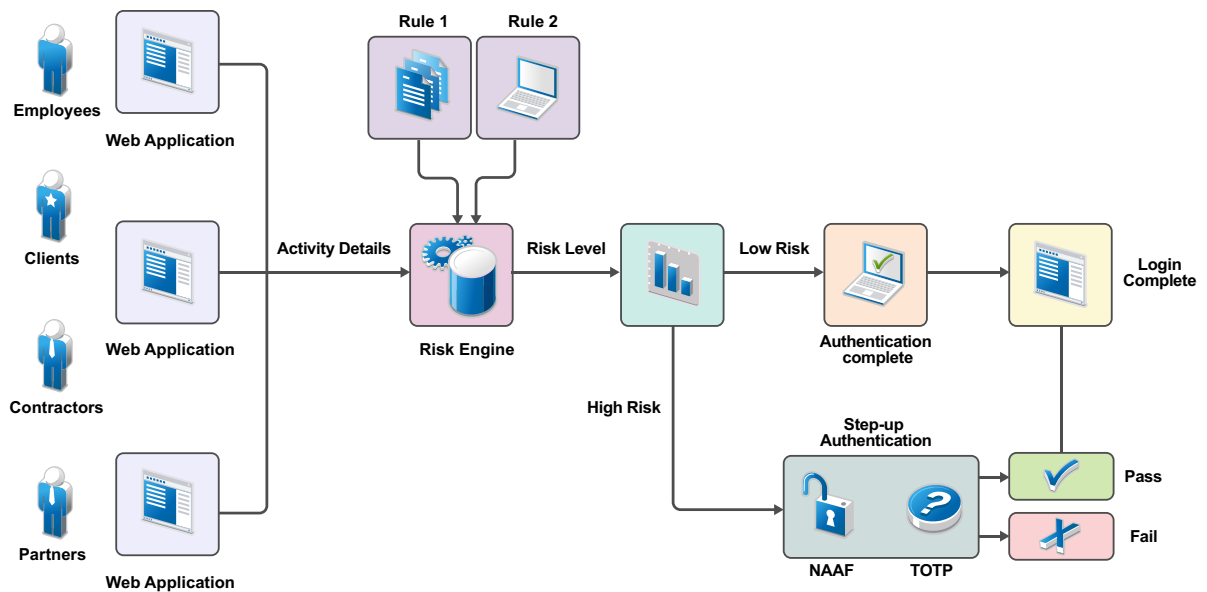 Rule 1
Rule 2
Employees
Web Application
Clients
Activity Details
Risk Level
Low Risk
Login
Complete
Web Application
Risk Engine
Authentication
complete
Contractors
High Risk
Step-up
Authentication
Pass
Fail
Partners
NAAF
TOTP
Web Application